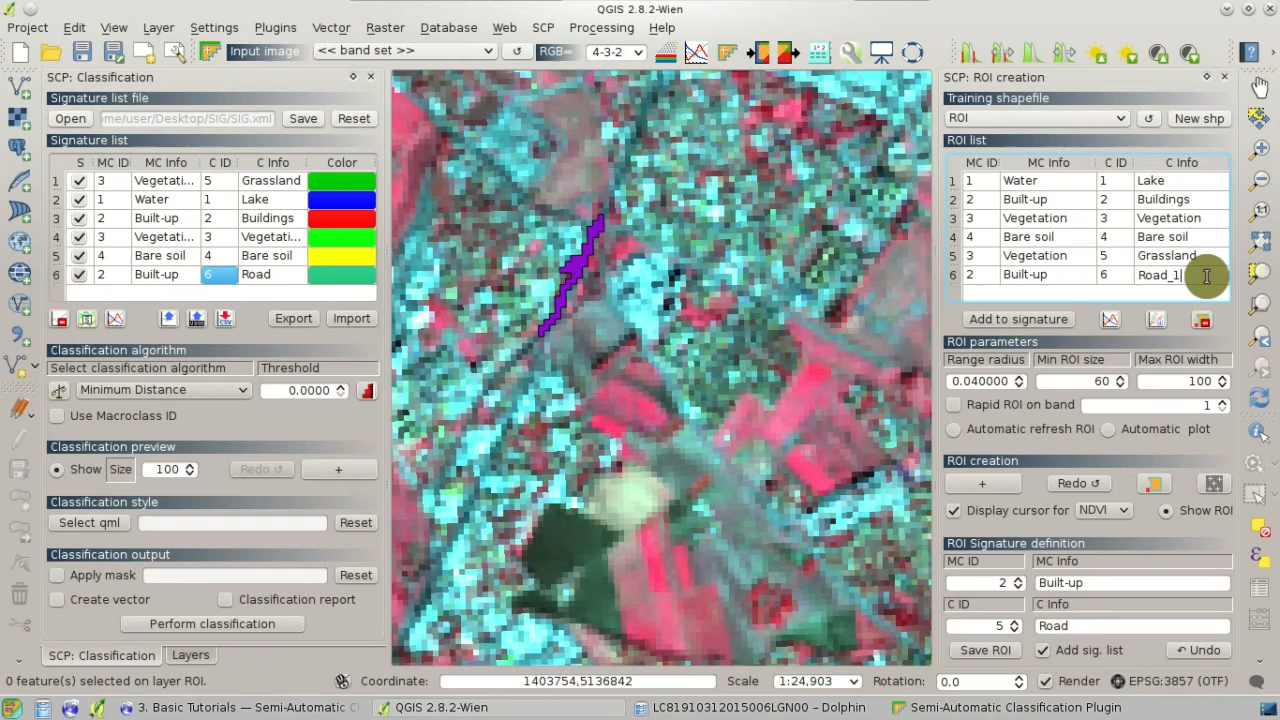 QGIS 2.8.2-Wien
Project Edit View Layer Settings Plugins Vector Raster Database Web SCP Processing Help
Input image << band set >> RGB= 4-3-2
SCP: Classification
Signature list file
Open me/user/Desktop/SIG/SIG.xml Save Reset
Signature list
S MC ID MC Info C ID C Info Color
1 3 Vegetati... 5 Grassland
2 1 Water 1 Lake
3 2 Built-up 2 Buildings
4 3 Vegetati... 3 Vegetati...
5 4 Bare soil 4 Bare soil
6 2 Built-up 6 Road
Export Import
Classification algorithm
Select classification algorithm Threshold
Minimum Distance 0.0000
Use Macroclass ID
Classification preview
Show Size 100 Redo ↺ +
Classification style
Select qml Reset
Classification output
Apply mask Reset
Create vector Classification report
Perform classification
SCP: Classification Layers
SCP: ROI creation
Training shapefile
ROI ↺ New shp
ROI list
MC ID MC Info C ID C Info
1 1 Water 1 Lake
2 2 Built-up 2 Buildings
3 3 Vegetation 3 Vegetation
4 4 Bare soil 4 Bare soil
5 3 Vegetation 5 Grassland
6 2 Built-up 6 Road_1
Add to signature
ROI parameters
Range radius Min ROI size Max ROI width
0.040000 60 100
Rapid ROI on band 1
Automatic refresh ROI Automatic plot
ROI creation
+ Redo ↺
Display cursor for NDVI Show ROI
ROI Signature definition
MC ID MC Info
2 Built-up
C ID C Info
5 Road
Save ROI Add sig. list Undo
0 feature(s) selected on layer ROI. Coordinate: 1403754,5136842 Scale 1:24,903 Rotation: 0.0 Render EPSG:3857 (OTF)
3. Basic Tutorials — Semi-Automatic QGIS 2.8.2-Wien LC81910312015006LGN00 – Dolphin Semi-Automatic Classification Plugin